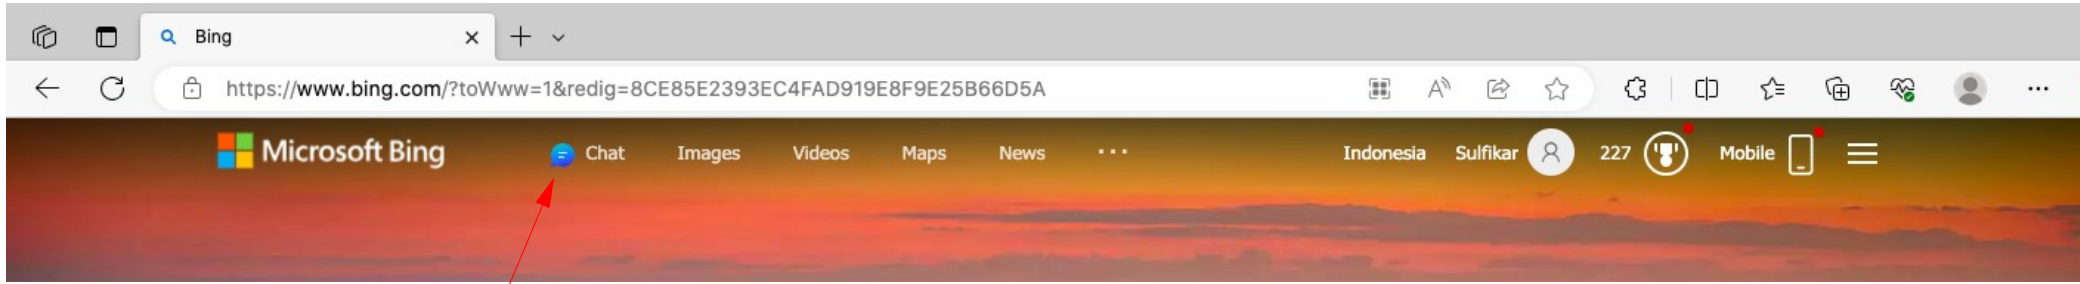 Bing
https://www.bing.com/?toWww=1&redig=8CE85E2393EC4FAD919E8F9E25B66D5A
Microsoft Bing Chat Images Videos Maps News ··· Indonesia Sulfikar 227 Mobile